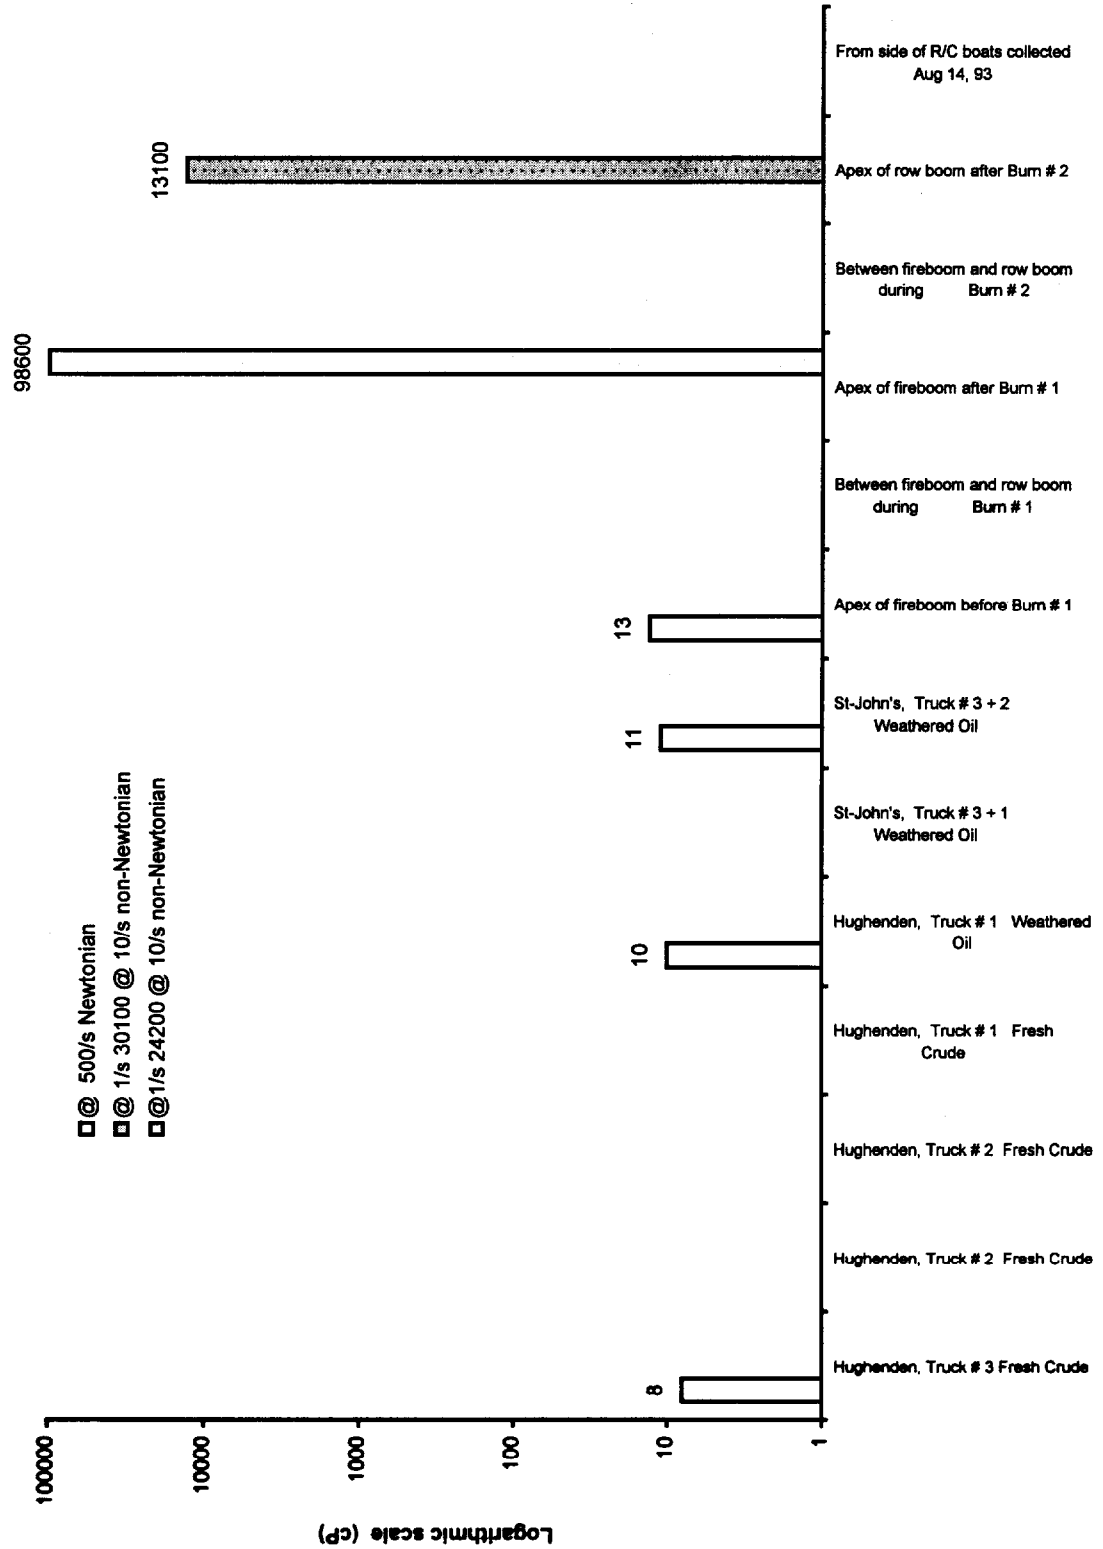 @ 500/s Newtonian
@ 1/s 30100 @ 10/s non-Newtonian
@1/s 24200 @ 10/s non-Newtonian
Logarithmic scale (cP)
100000
10000
1000
100
10
1
8
10
11
13
98600
13100
Hughenden, Truck # 3 Fresh Crude
Hughenden, Truck # 2 Fresh Crude
Hughenden, Truck # 2 Fresh Crude
Hughenden, Truck # 1 Fresh
Crude
Hughenden, Truck # 1 Weathered
Oil
St-John's, Truck # 3 + 1
Weathered Oil
St-John's, Truck # 3 + 2
Weathered Oil
Apex of fireboom before Burn # 1
Between fireboom and row boom
during Burn # 1
Apex of fireboom after Burn # 1
Between fireboom and row boom
during Burn # 2
Apex of row boom after Burn # 2
From side of R/C boats collected
Aug 14, 93